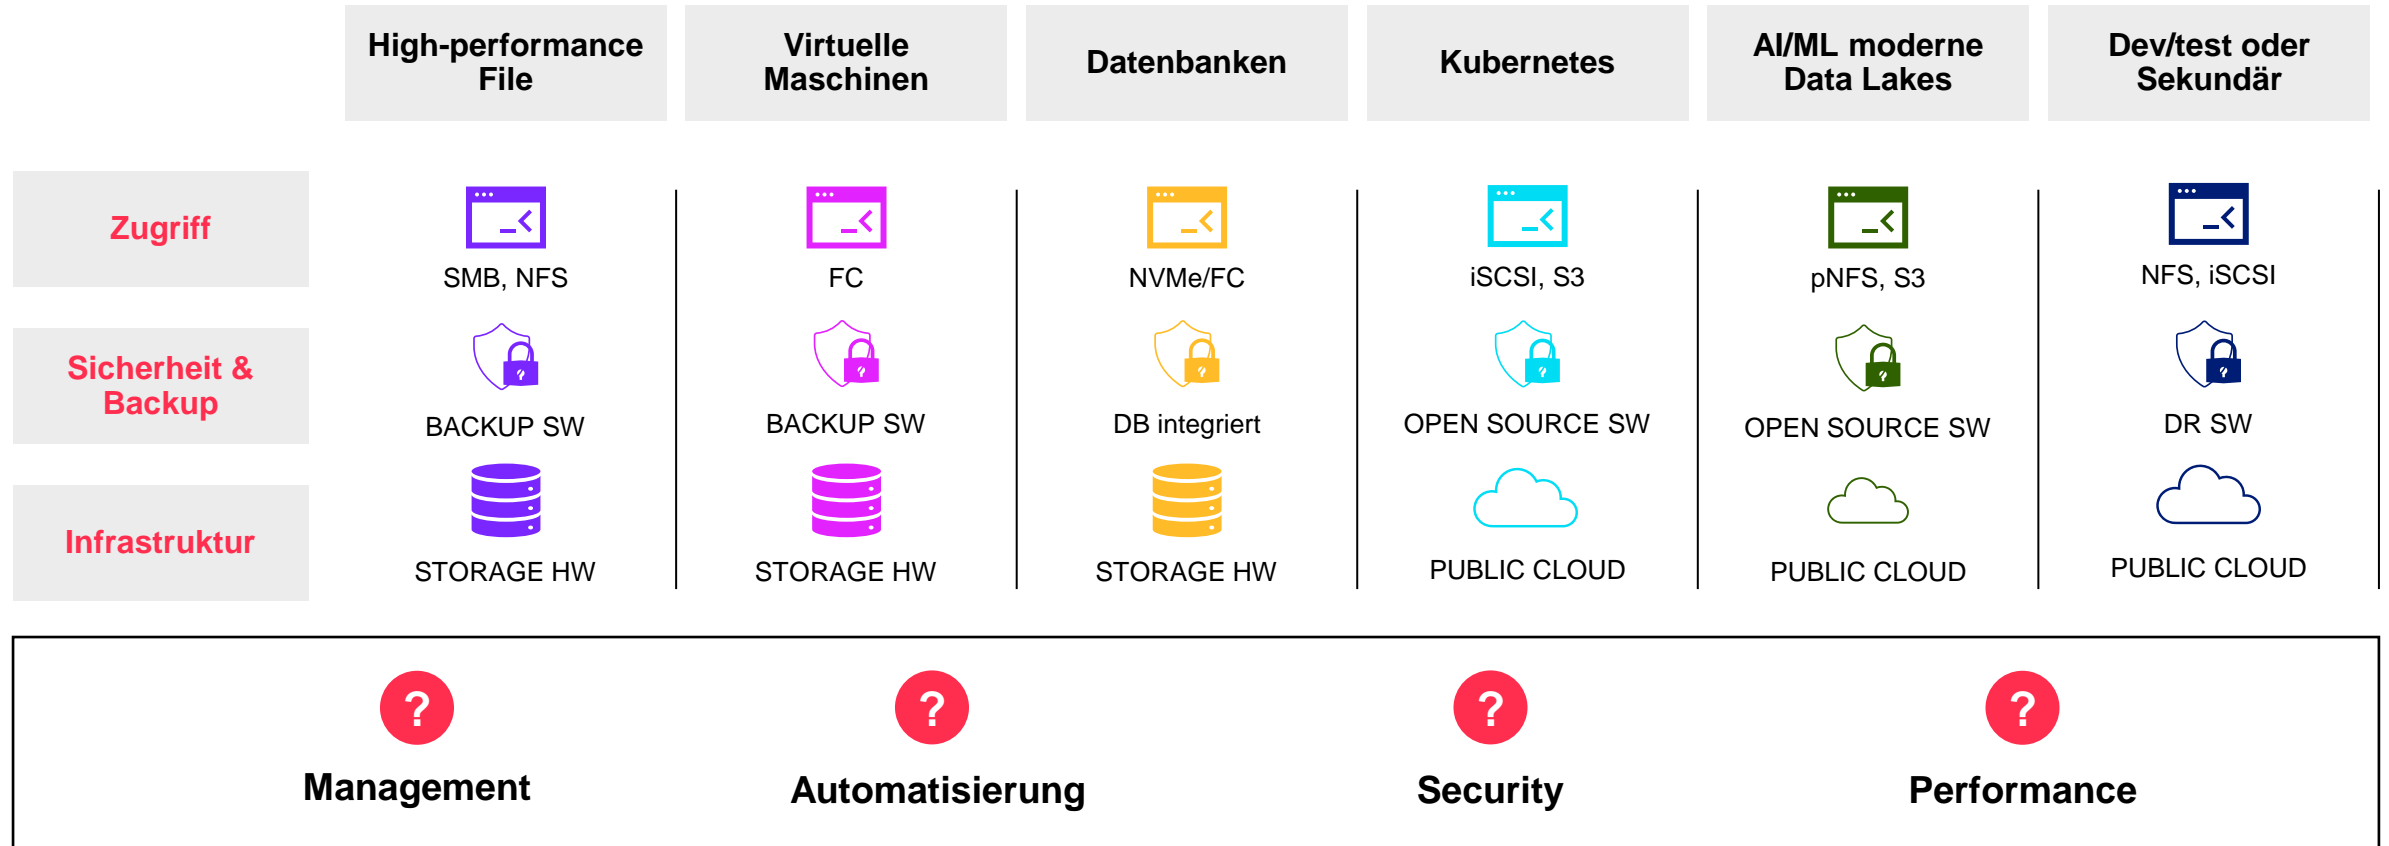 High-performance
File
Virtuelle
Maschinen
Datenbanken
Kubernetes
AI/ML moderne
Data Lakes
Dev/test oder
Sekundär
Zugriff
SMB, NFS
FC
NVMe/FC
iSCSI, S3
pNFS, S3
NFS, iSCSI
Sicherheit &
Backup
BACKUP SW
BACKUP SW
DB integriert
OPEN SOURCE SW
OPEN SOURCE SW
DR SW
Infrastruktur
STORAGE HW
STORAGE HW
STORAGE HW
PUBLIC CLOUD
PUBLIC CLOUD
PUBLIC CLOUD
?
?
?
?
Management
Automatisierung
Security
Performance